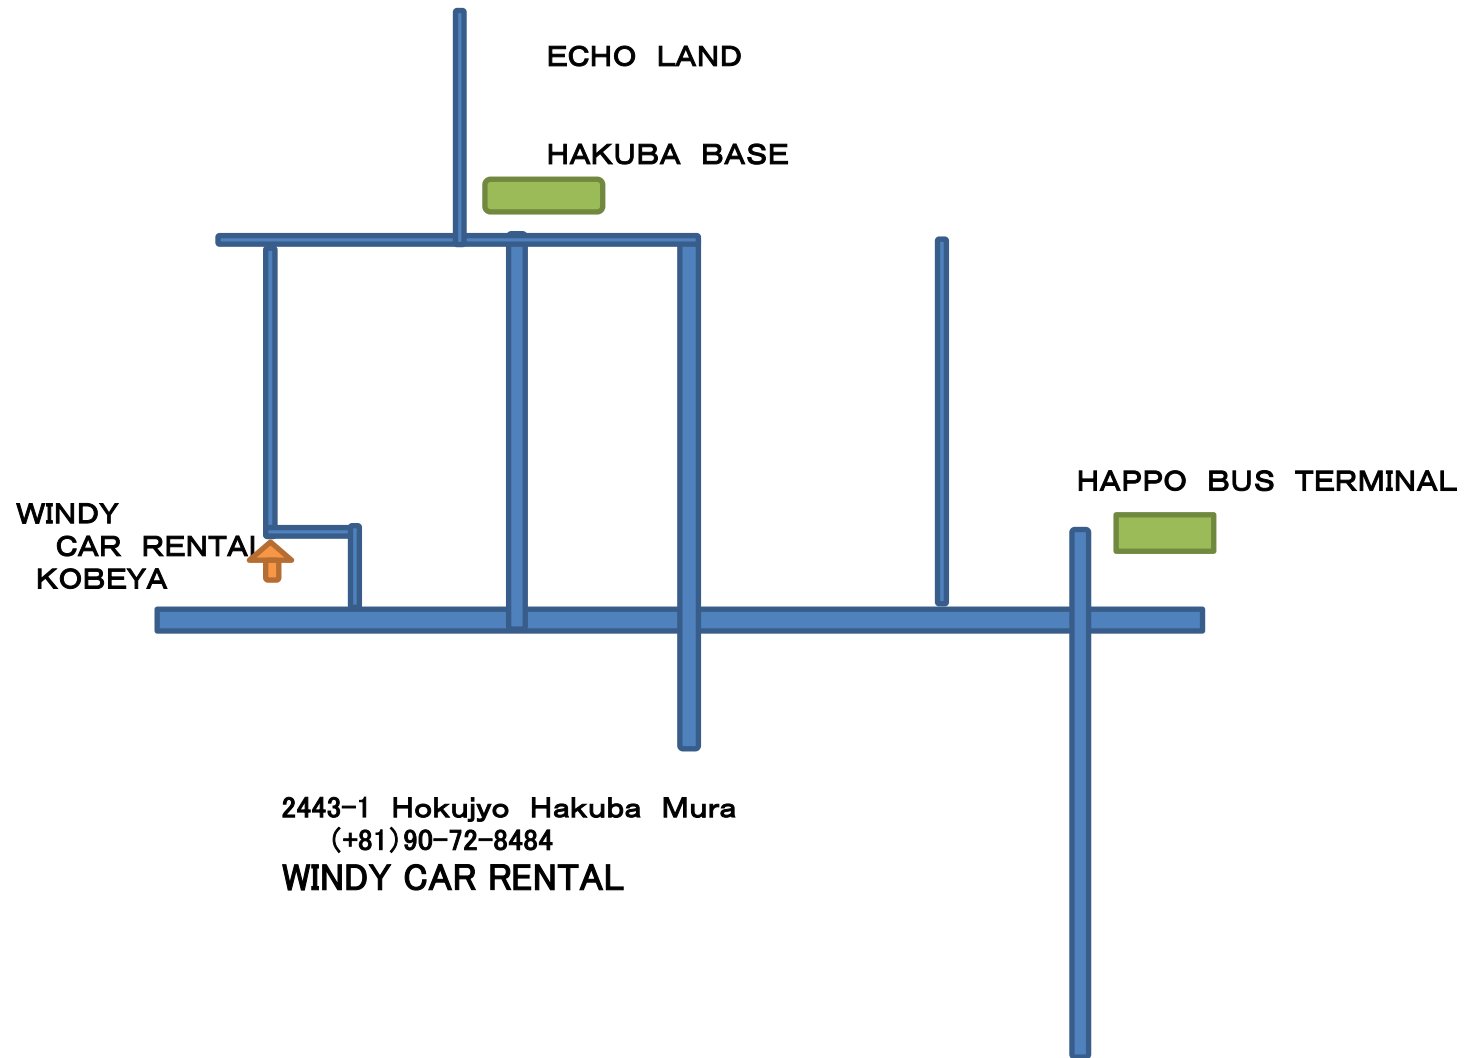 ECHO LAND
HAKUBA BASE
HAPPO BUS TERMINAL
WINDY
CAR RENTAL
KOBEYA
2443-1 Hokujyo Hakuba Mura
(+81)90-72-8484
WINDY CAR RENTAL